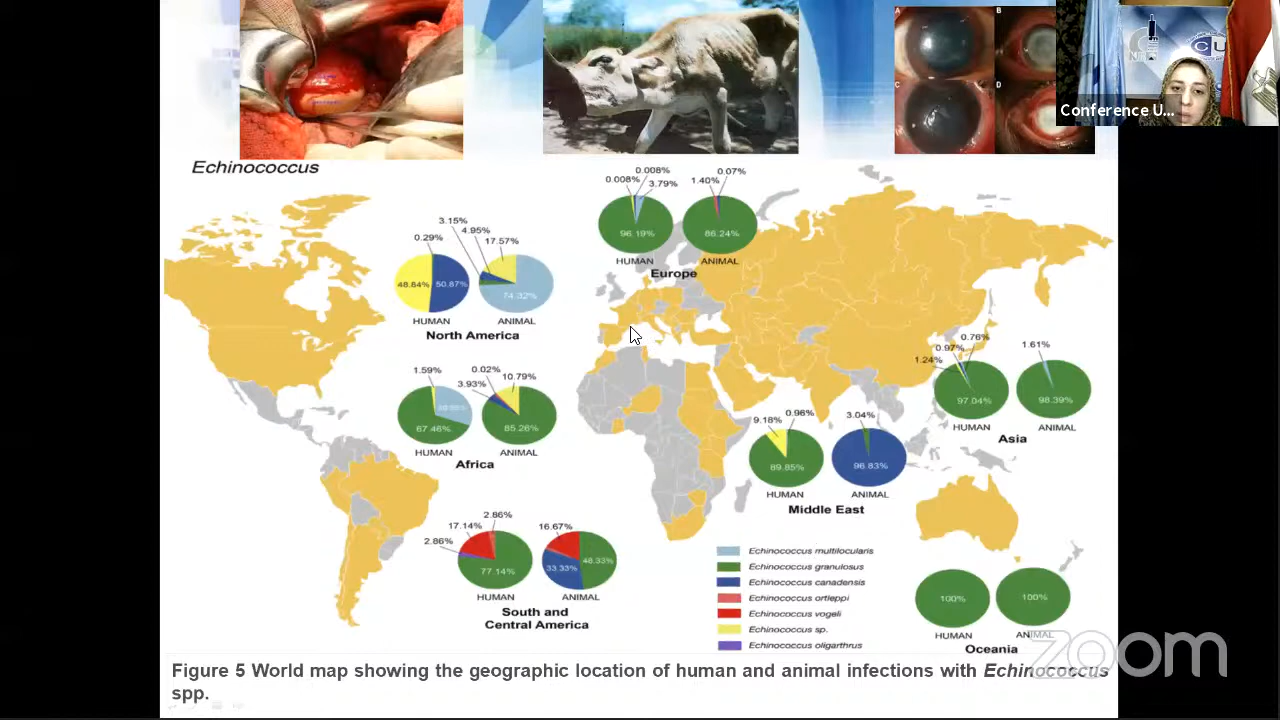 A
B
C
D
CU
Conference U...
Echinococcus
0.008%
0.008%
3.79%
96.19%
HUMAN
1.40%
0.07%
86.24%
ANIMAL
Europe
0.29%
48.84%
50.87%
HUMAN
3.15%
4.95%
17.57%
74.32%
ANIMAL
North America
1.59%
67.46%
HUMAN
3.93%
0.02%
10.79%
85.26%
ANIMAL
Africa
2.86%
17.14%
2.86%
77.14%
HUMAN
16.67%
33.33%
48.33%
ANIMAL
South and
Central America
9.18%
0.96%
89.85%
HUMAN
3.04%
96.83%
ANIMAL
Middle East
1.24%
0.97%
0.76%
97.04%
HUMAN
1.61%
98.39%
ANIMAL
Asia
100%
HUMAN
100%
ANIMAL
Oceania
Echinococcus multilocularis
Echinococcus granulosus
Echinococcus canadensis
Echinococcus ortleppi
Echinococcus vogeli
Echinococcus sp.
Echinococcus oligarthrus
zoom
Figure 5 World map showing the geographic location of human and animal infections with Echinococcus
spp.